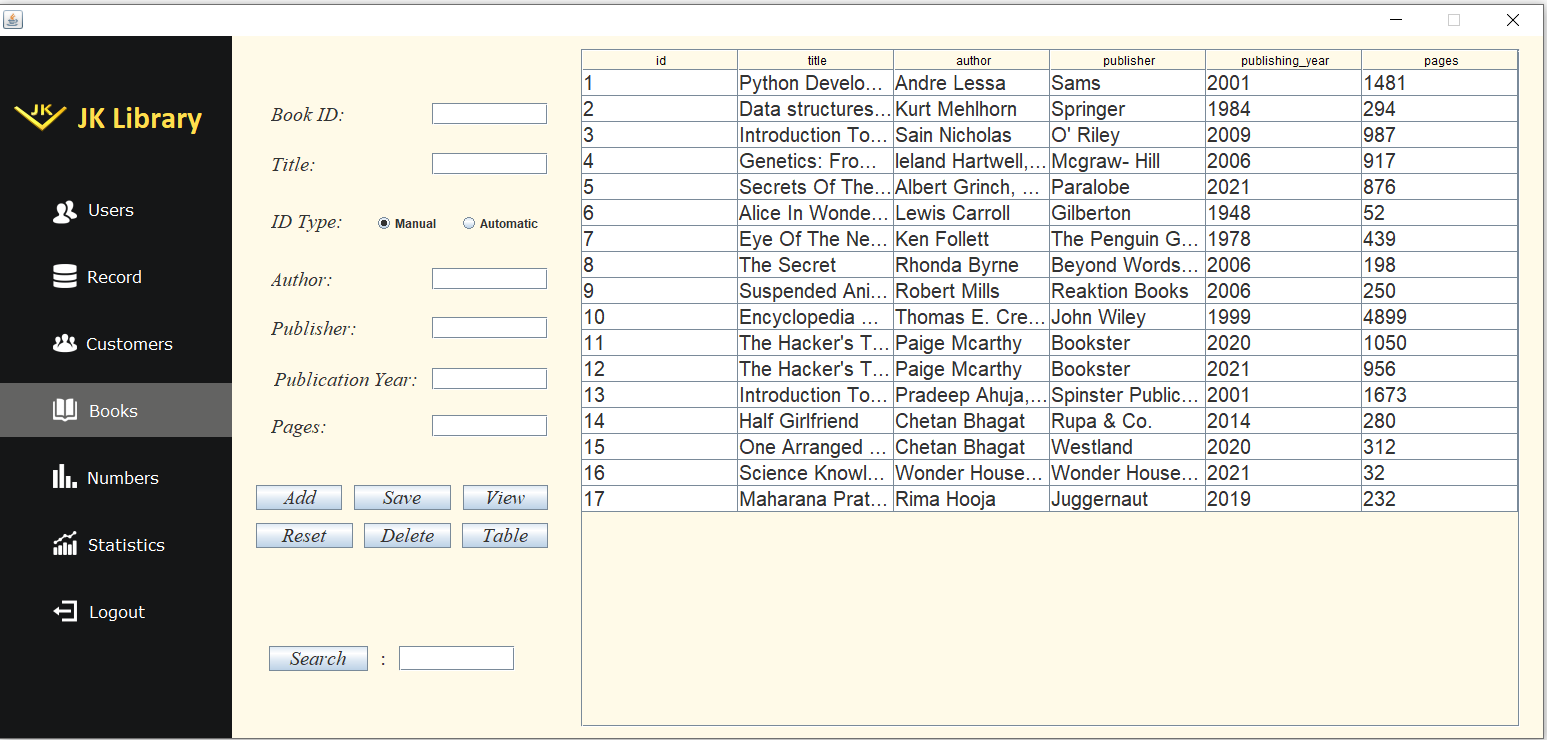 JK
JK Library
Users
Record
Customers
Books
Numbers
Statistics
Logout
Book ID:
Title:
ID Type: Manual Automatic
Author:
Publisher:
Publication Year:
Pages:
Add Save View
Reset Delete Table
Search :
id title author publisher publishing_year pages
1 Python Develo... Andre Lessa Sams 2001 1481
2 Data structures... Kurt Mehlhorn Springer 1984 294
3 Introduction To... Sain Nicholas O' Riley 2009 987
4 Genetics: Fro... leland Hartwell,... Mcgraw- Hill 2006 917
5 Secrets Of The... Albert Grinch, ... Paralobe 2021 876
6 Alice In Wonde... Lewis Carroll Gilberton 1948 52
7 Eye Of The Ne... Ken Follett The Penguin G... 1978 439
8 The Secret Rhonda Byrne Beyond Words... 2006 198
9 Suspended Ani... Robert Mills Reaktion Books 2006 250
10 Encyclopedia ... Thomas E. Cre... John Wiley 1999 4899
11 The Hacker's T... Paige Mcarthy Bookster 2020 1050
12 The Hacker's T... Paige Mcarthy Bookster 2021 956
13 Introduction To... Pradeep Ahuja,... Spinster Public... 2001 1673
14 Half Girlfriend Chetan Bhagat Rupa & Co. 2014 280
15 One Arranged ... Chetan Bhagat Westland 2020 312
16 Science Knowl... Wonder House... Wonder House... 2021 32
17 Maharana Prat... Rima Hooja Juggernaut 2019 232